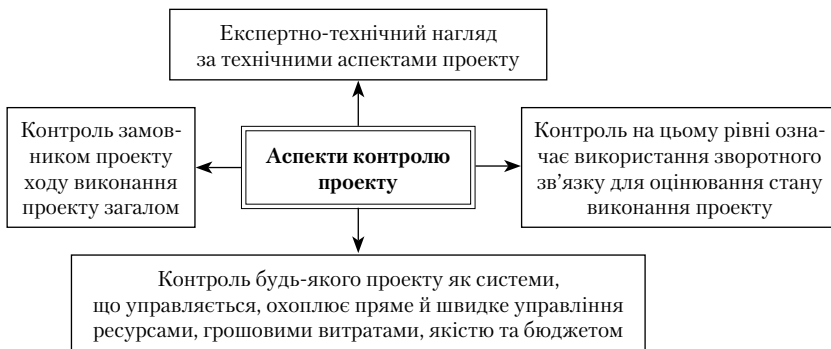 Експертно-технічний нагляд
за технічними аспектами проекту
Контроль замов-
ником проекту
ходу виконання
проекту загалом
Аспекти контролю
проекту
Контроль на цьому рівні озна-
чає використання зворотного
зв’язку для оцінювання стану
виконання проекту
Контроль будь-якого проекту як системи,
що управляється, охоплює пряме й швидке управління
ресурсами, грошовими витратами, якістю та бюджетом